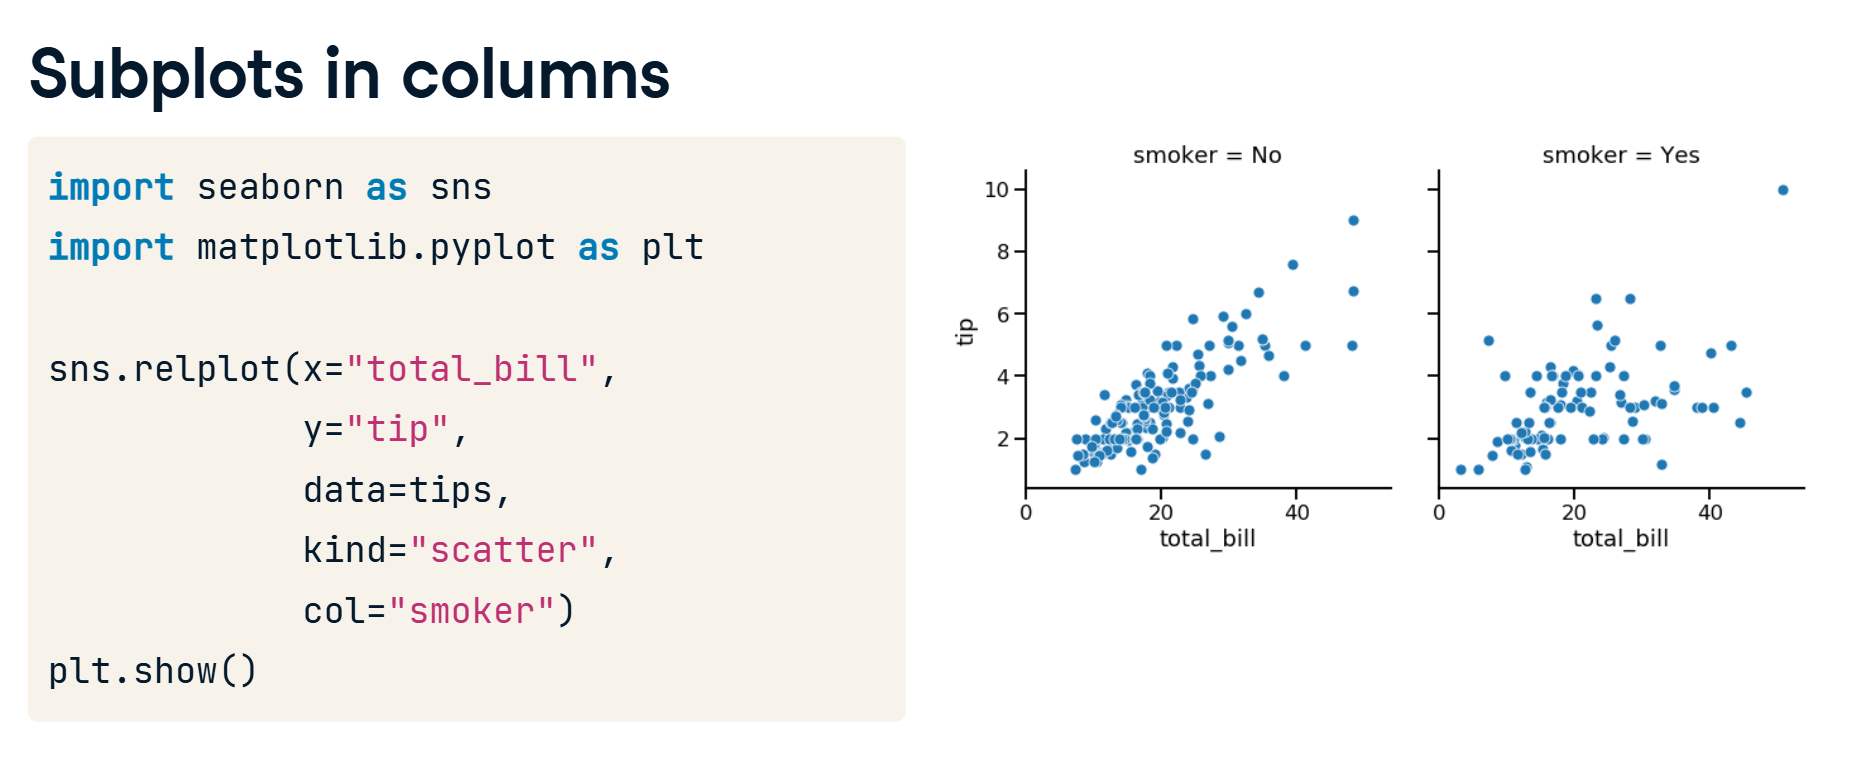 Subplots in columns
import seaborn as sns
import matplotlib.pyplot as plt
sns.relplot(x="total_bill",
y="tip",
data=tips,
kind="scatter",
col="smoker")
plt.show()
smoker = No
smoker = Yes
10
8
6
4
2
tip
0 20 40
0 20 40
total_bill
total_bill